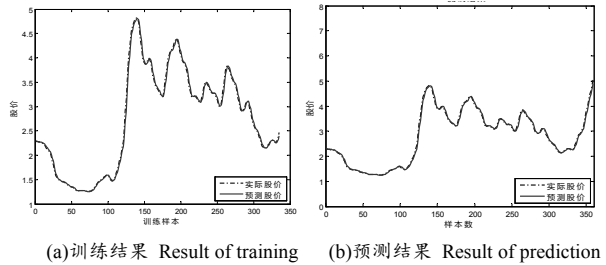 5
4.5
4
3.5
3
2.5
2
1.5
1
股价
0 50 100 150 200 250 300 350
训练样本
实际股价
预测股价
8
7
6
5
4
3
2
1
0
股价
0 50 100 150 200 250 300 350
样本数
实际股价
预测股价
(a)训练结果 Result of training
(b)预测结果 Result of prediction